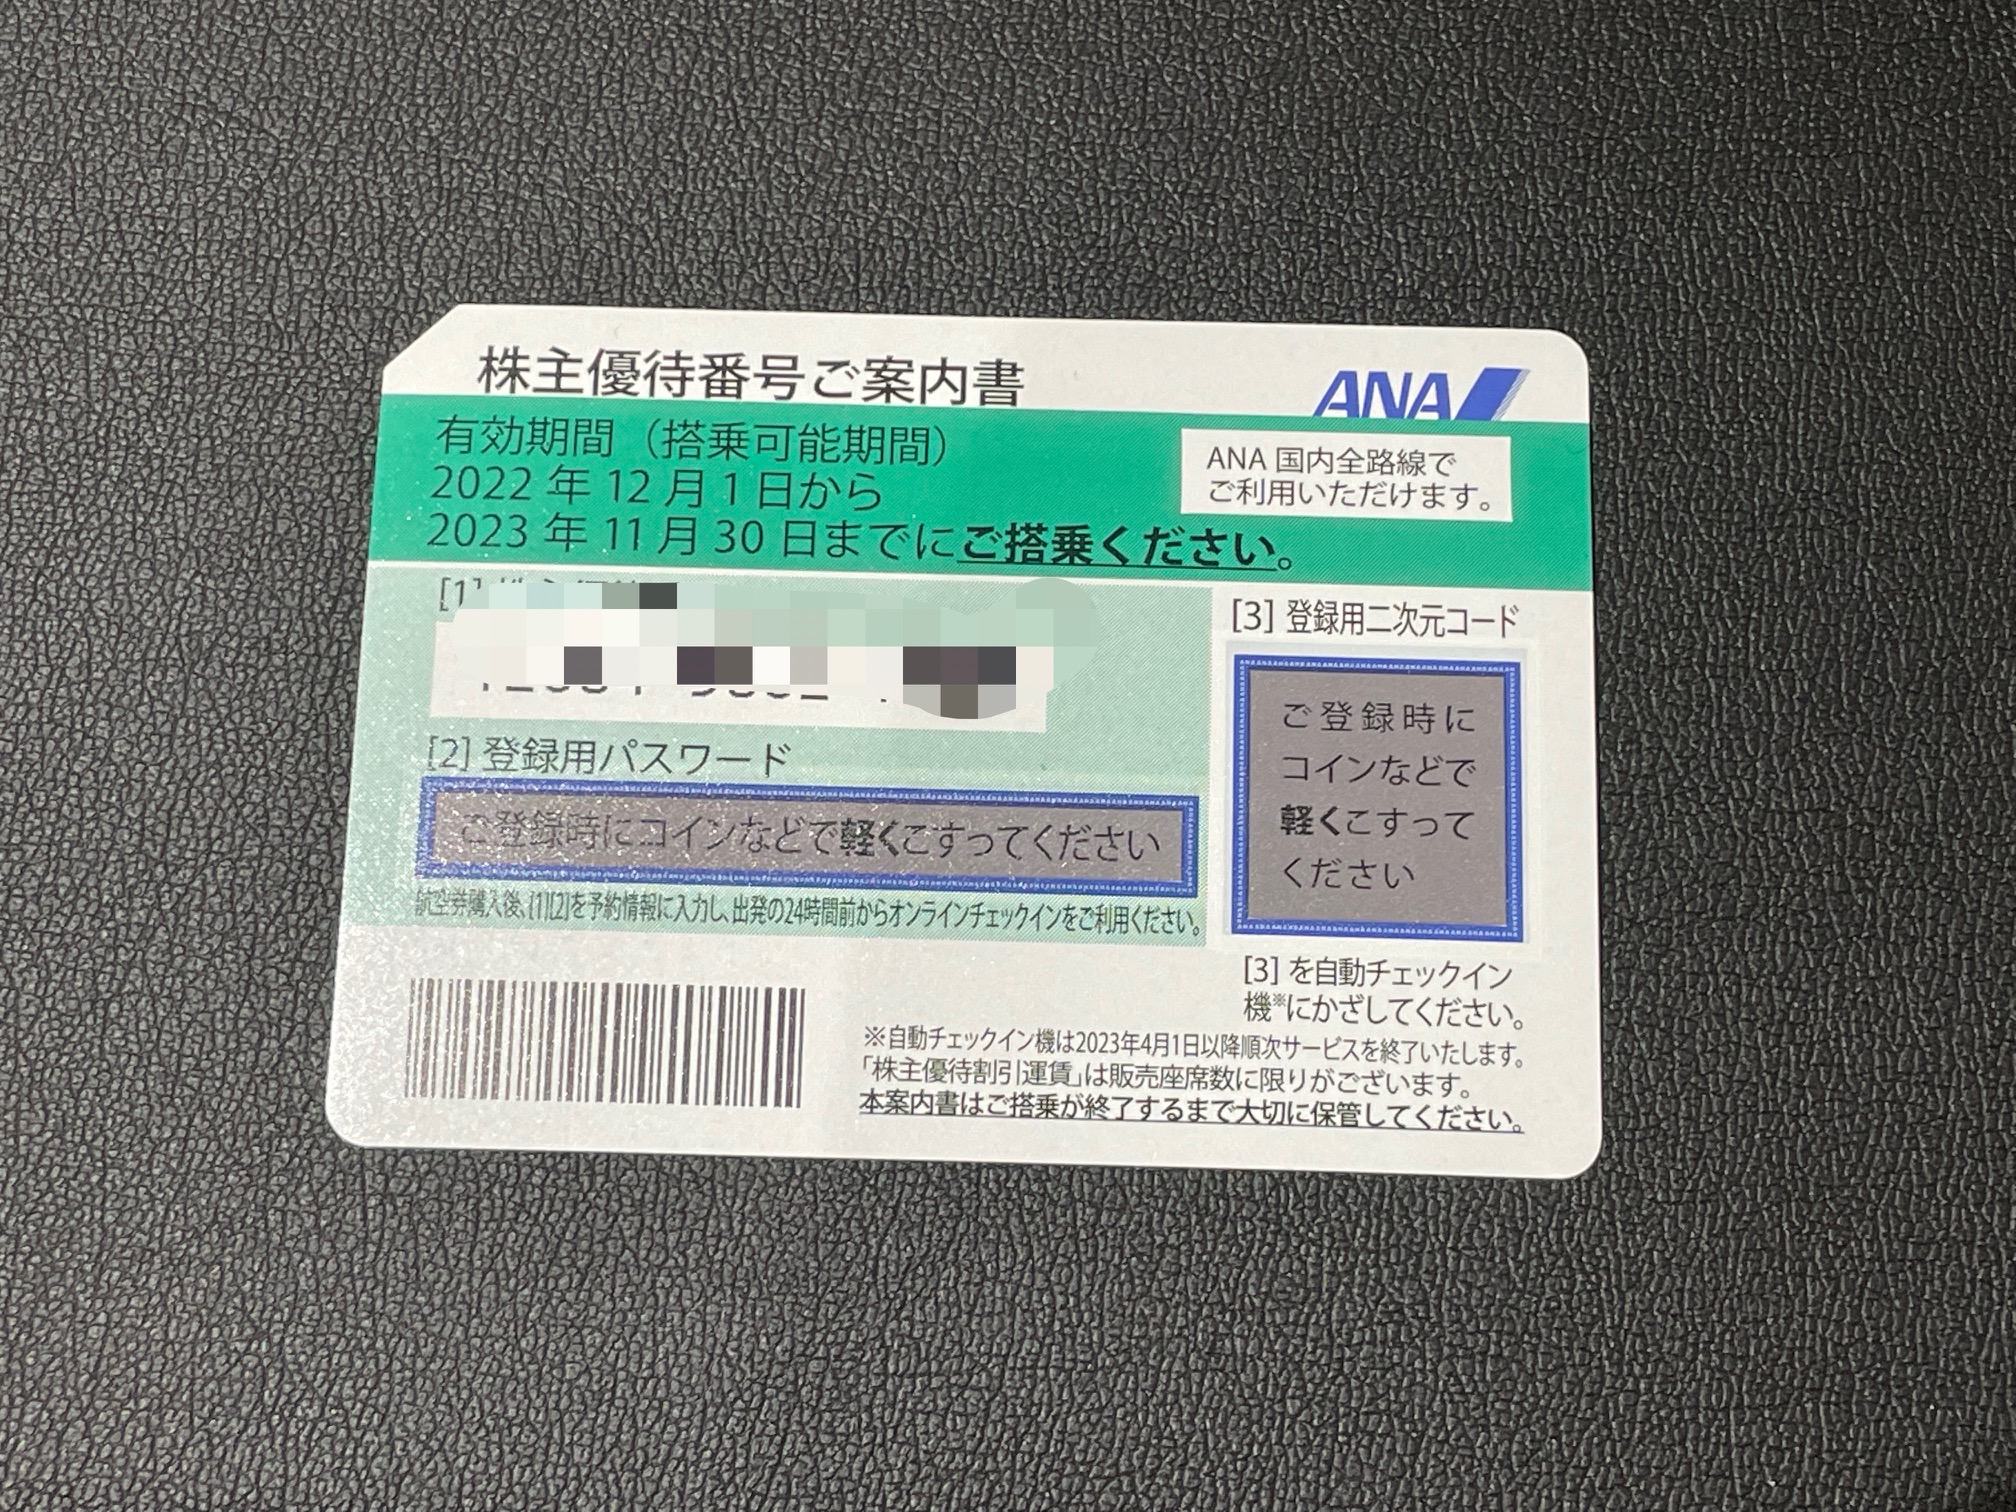 株主優待番号ご案内書
ANA
有効期間（搭乗可能期間）
2022 年 12 月 1 日から
2023 年 11 月 30 日までにご搭乗ください。
ANA 国内全路線で
ご利用いただけます。
[1]
[2] 登録用パスワード
ご登録時にコインなどで軽くこすってください
航空券購入後、[1][2]を予約情報に入力し、出発の24時間前からオンラインチェックインをご利用ください。
[3] 登録用二次元コード
ご登録時に
コインなどで
軽くこすって
ください
[3] を自動チェックイン
機※にかざしてください。
※自動チェックイン機は2023年4月1日以降順次サービスを終了いたします。
「株主優待割引運賃」は販売座席数に限りがございます。
本案内書はご搭乗が終了するまで大切に保管してください。